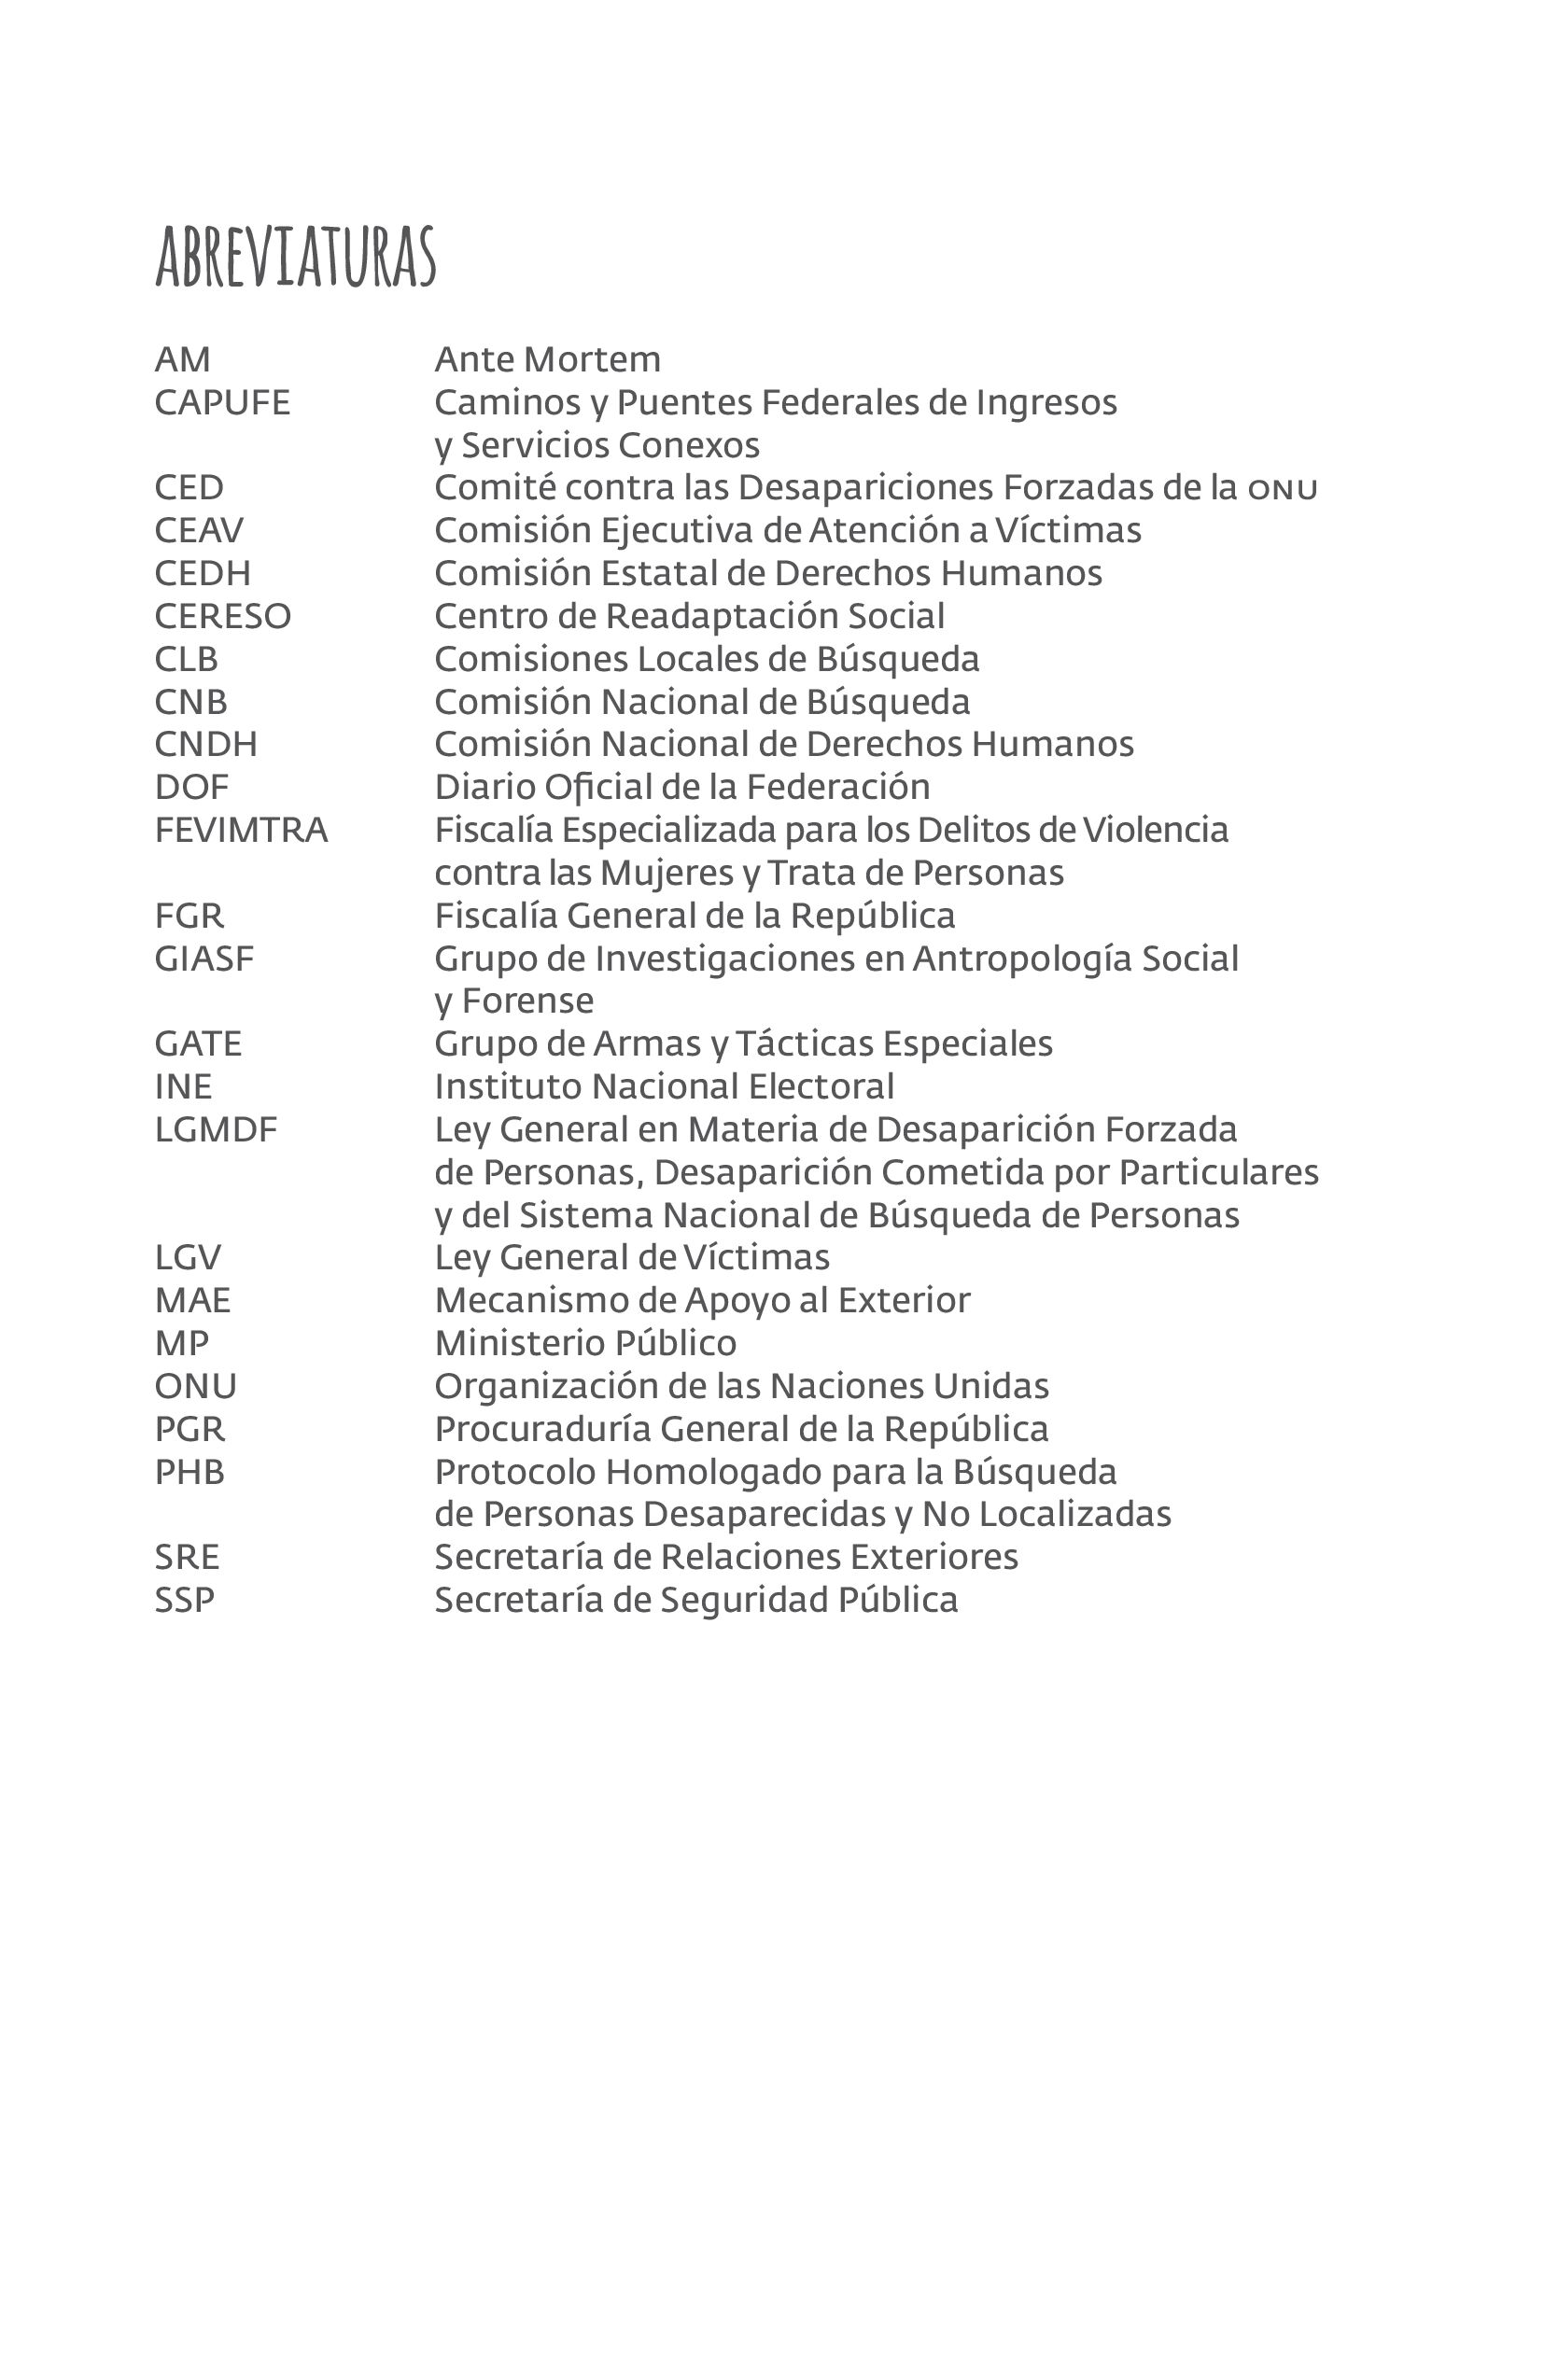 ABREVIATURAS
AM Ante Mortem
CAPUFE Caminos y Puentes Federales de Ingresos
y Servicios Conexos
CED Comité contra las Desapariciones Forzadas de la ONU
CEAV Comisión Ejecutiva de Atención a Víctimas
CEDH Comisión Estatal de Derechos Humanos
CERESO Centro de Readaptación Social
CLB Comisiones Locales de Búsqueda
CNB Comisión Nacional de Búsqueda
CNDH Comisión Nacional de Derechos Humanos
DOF Diario Oficial de la Federación
FEVIMTRA Fiscalía Especializada para los Delitos de Violencia
contra las Mujeres y Trata de Personas
FGR Fiscalía General de la República
GIASF Grupo de Investigaciones en Antropología Social
y Forense
GATE Grupo de Armas y Tácticas Especiales
INE Instituto Nacional Electoral
LGMDF Ley General en Materia de Desaparición Forzada
de Personas, Desaparición Cometida por Particulares
y del Sistema Nacional de Búsqueda de Personas
LGV Ley General de Víctimas
MAE Mecanismo de Apoyo al Exterior
MP Ministerio Público
ONU Organización de las Naciones Unidas
PGR Procuraduría General de la República
PHB Protocolo Homologado para la Búsqueda
de Personas Desaparecidas y No Localizadas
SRE Secretaría de Relaciones Exteriores
SSP Secretaría de Seguridad Pública